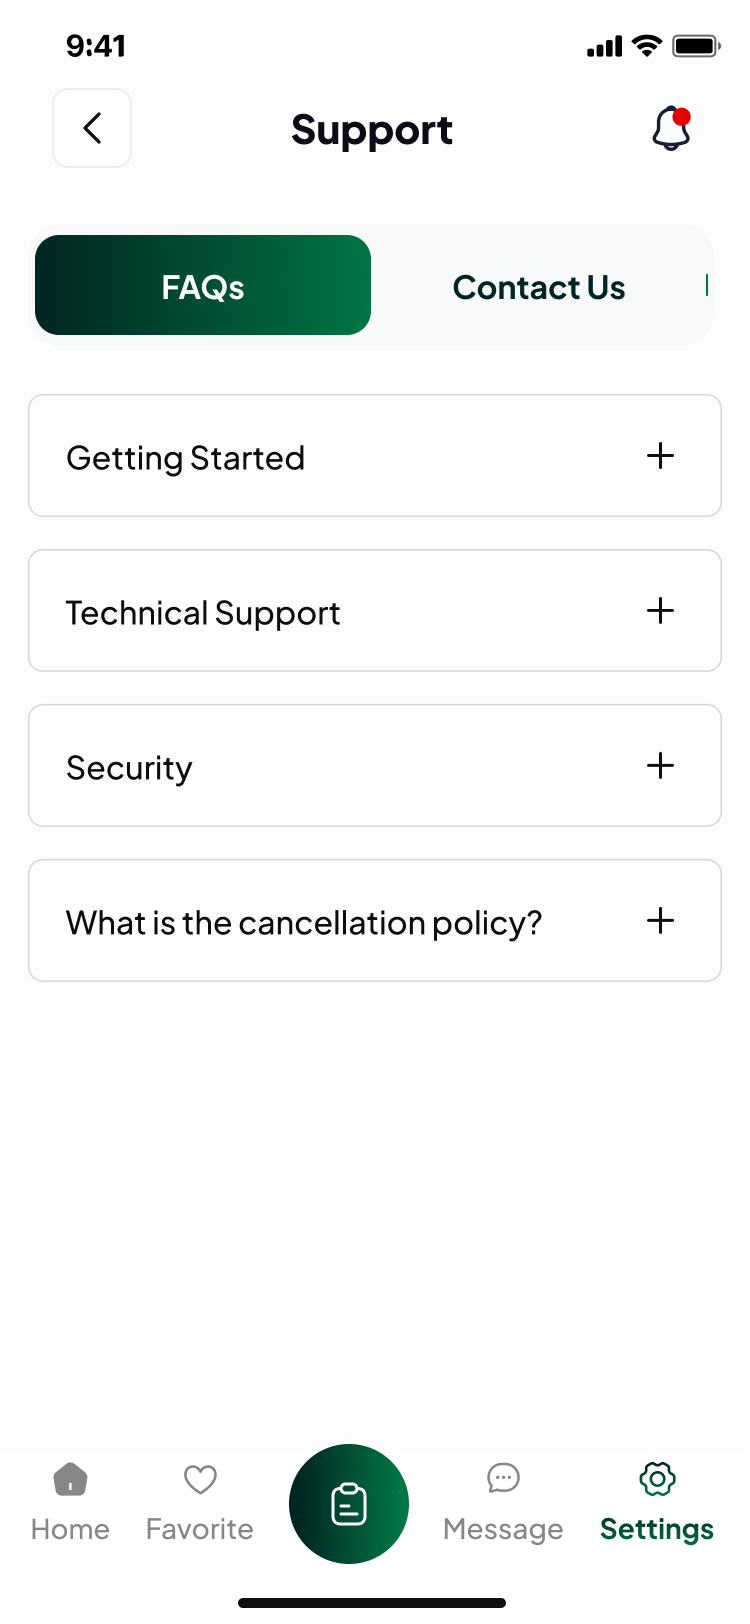 9:41
Support
FAQs
Contact Us
Getting Started
Technical Support
Security
What is the cancellation policy?
Home
Favorite
Message
Settings